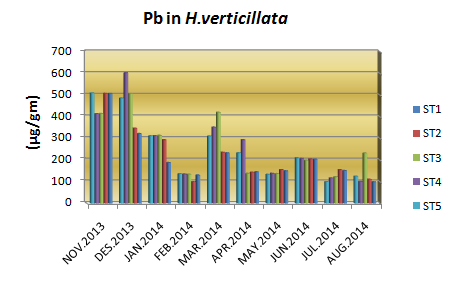 Pb in H.verticillata
(µg/gm)
700
600
500
400
300
200
100
0
NOV.2013
DES.2013
JAN.2014
FEB.2014
MAR.2014
APR.2014
MAY.2014
JUN.2014
JUL.2014
AUG.2014
ST1
ST2
ST3
ST4
ST5